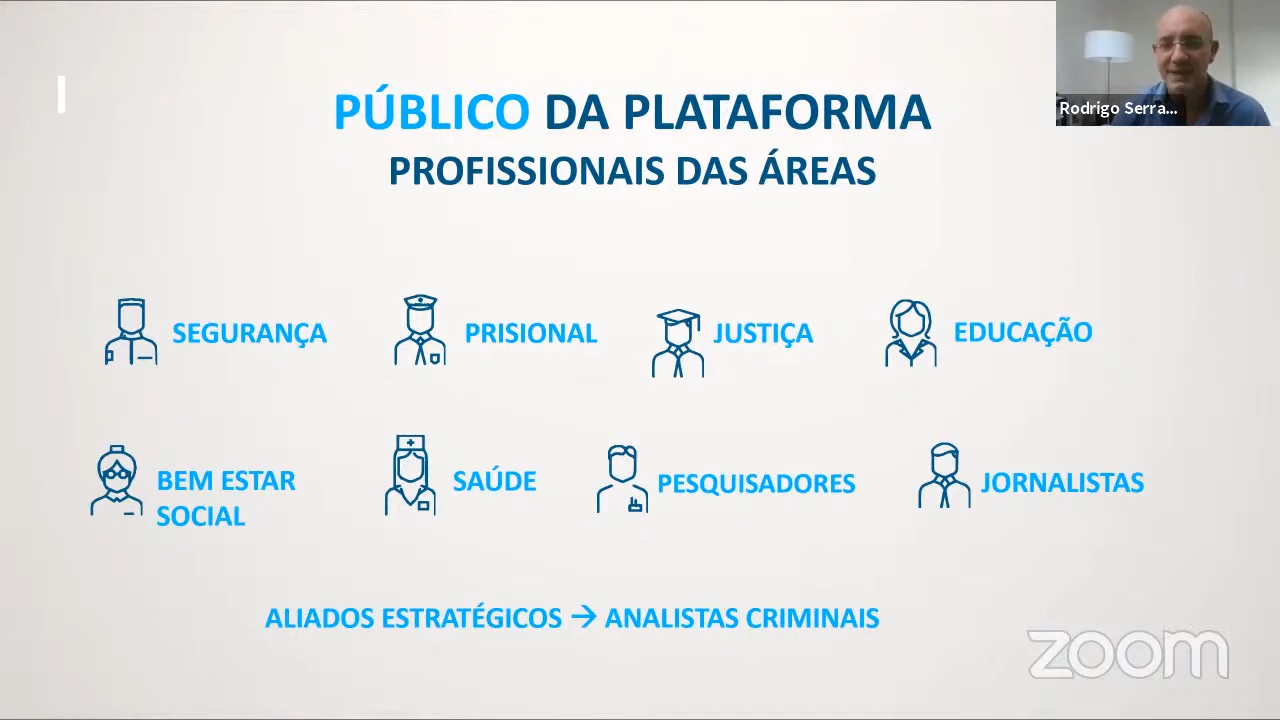 PÚBLICO DA PLATAFORMA
PROFISSIONAIS DAS ÁREAS
Rodrigo Serra...
SEGURANÇA
PRISIONAL
JUSTIÇA
EDUCAÇÃO
BEM ESTAR
SOCIAL
SAÚDE
PESQUISADORES
JORNALISTAS
ALIADOS ESTRATÉGICOS → ANALISTAS CRIMINAIS
zoom